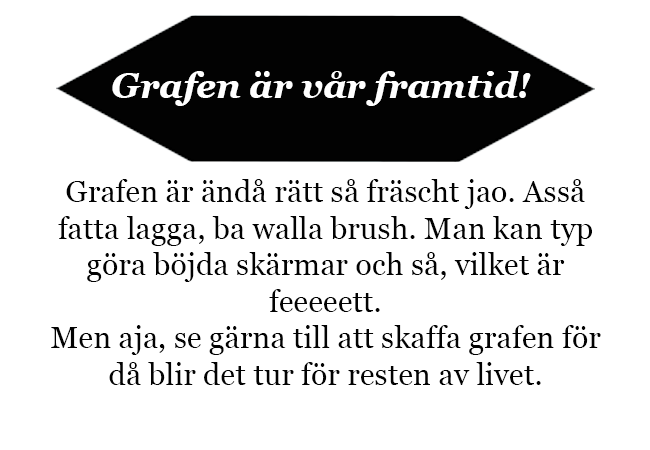 Grafen är vår framtid!
Grafen är ändå rätt så fräscht jao. Asså
fatta lagga, ba walla brush. Man kan typ
göra böjda skärmar och så, vilket är
feeeeett.
Men aja, se gärna till att skaffa grafen för
då blir det tur för resten av livet.